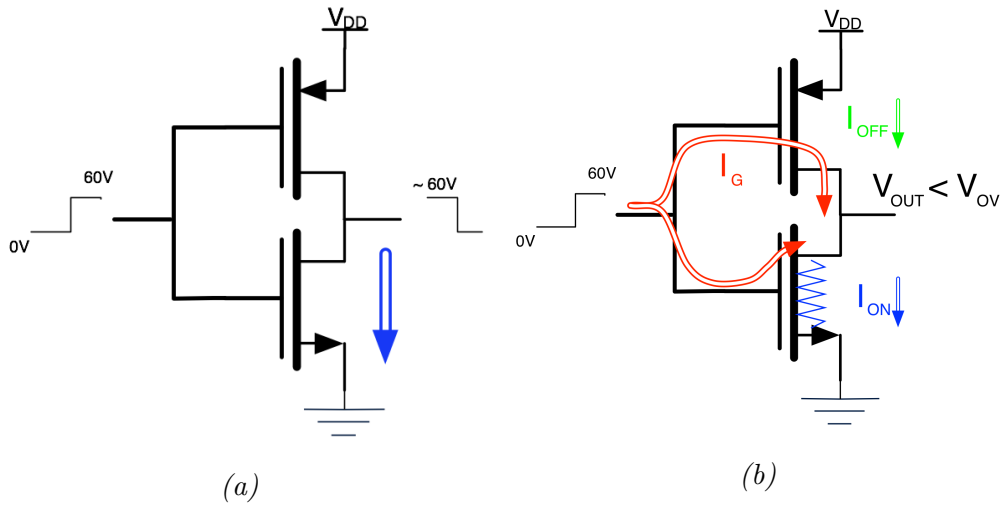 VDD
60V
0V
~ 60V
(a)
VDD
60V
0V
IG
IOFF
VOUT < VOV
ION
(b)